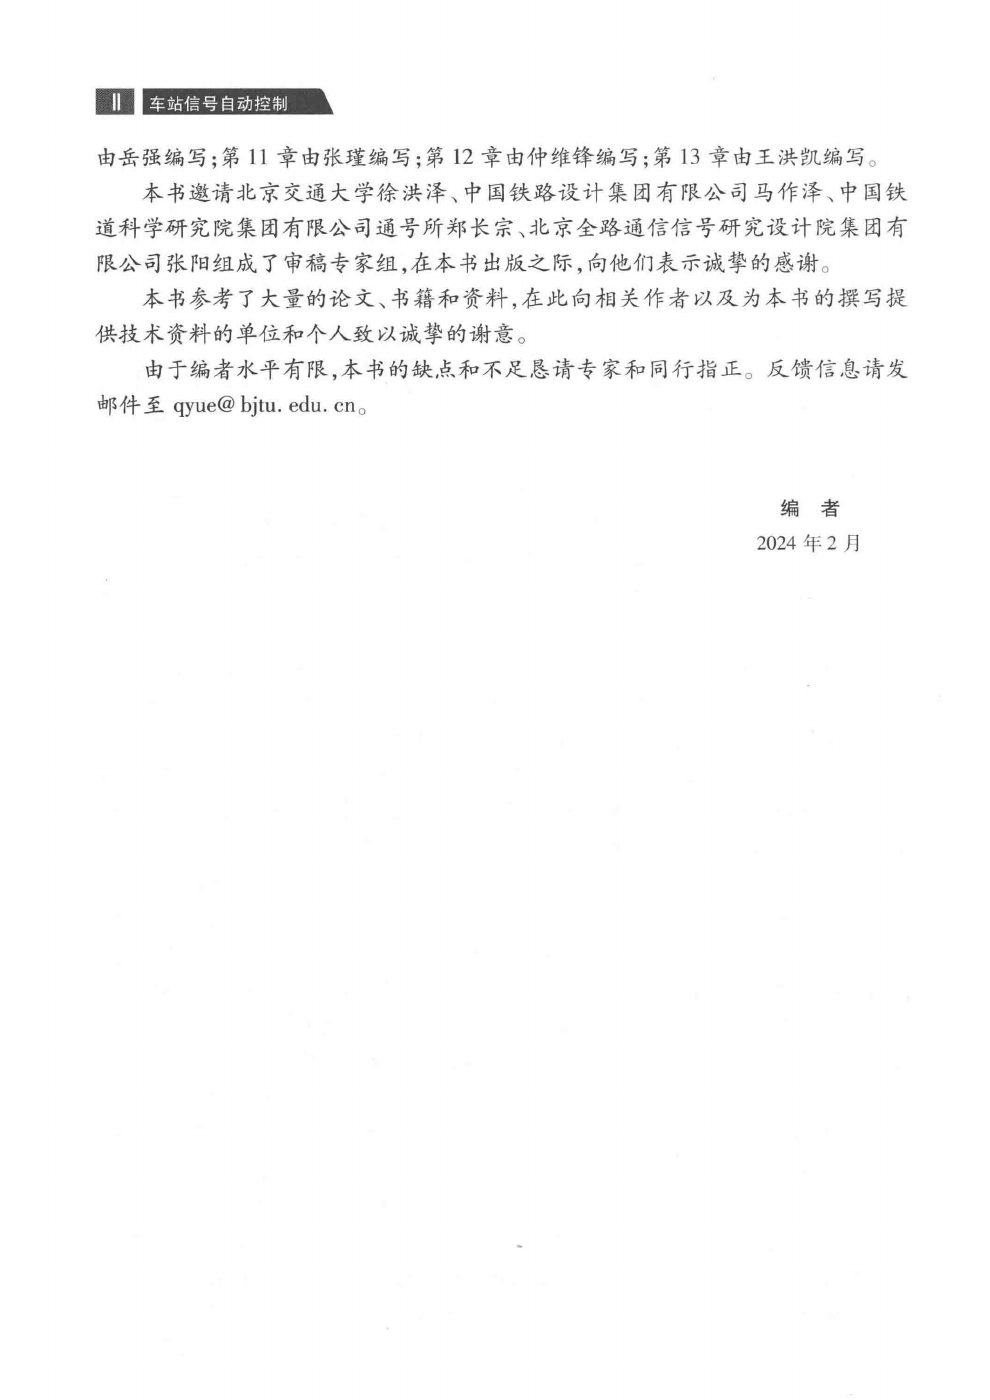 Ⅱ 车站信号自动控制
由岳强编写;第 11 章由张瑾编写;第 12 章由仲维锋编写;第 13 章由王洪凯编写。
本书邀请北京交通大学徐洪泽、中国铁路设计集团有限公司马作泽、中国铁
道科学研究院集团有限公司通号所郑长宗、北京全路通信信号研究设计院集团有
限公司张阳组成了审稿专家组,在本书出版之际,向他们表示诚挚的感谢。
本书参考了大量的论文、书籍和资料,在此向相关作者以及为本书的撰写提
供技术资料的单位和个人致以诚挚的谢意。
由于编者水平有限,本书的缺点和不足恳请专家和同行指正。反馈信息请发
邮件至 qyue@ bjtu. edu. cn。
编 者
2024 年 2 月